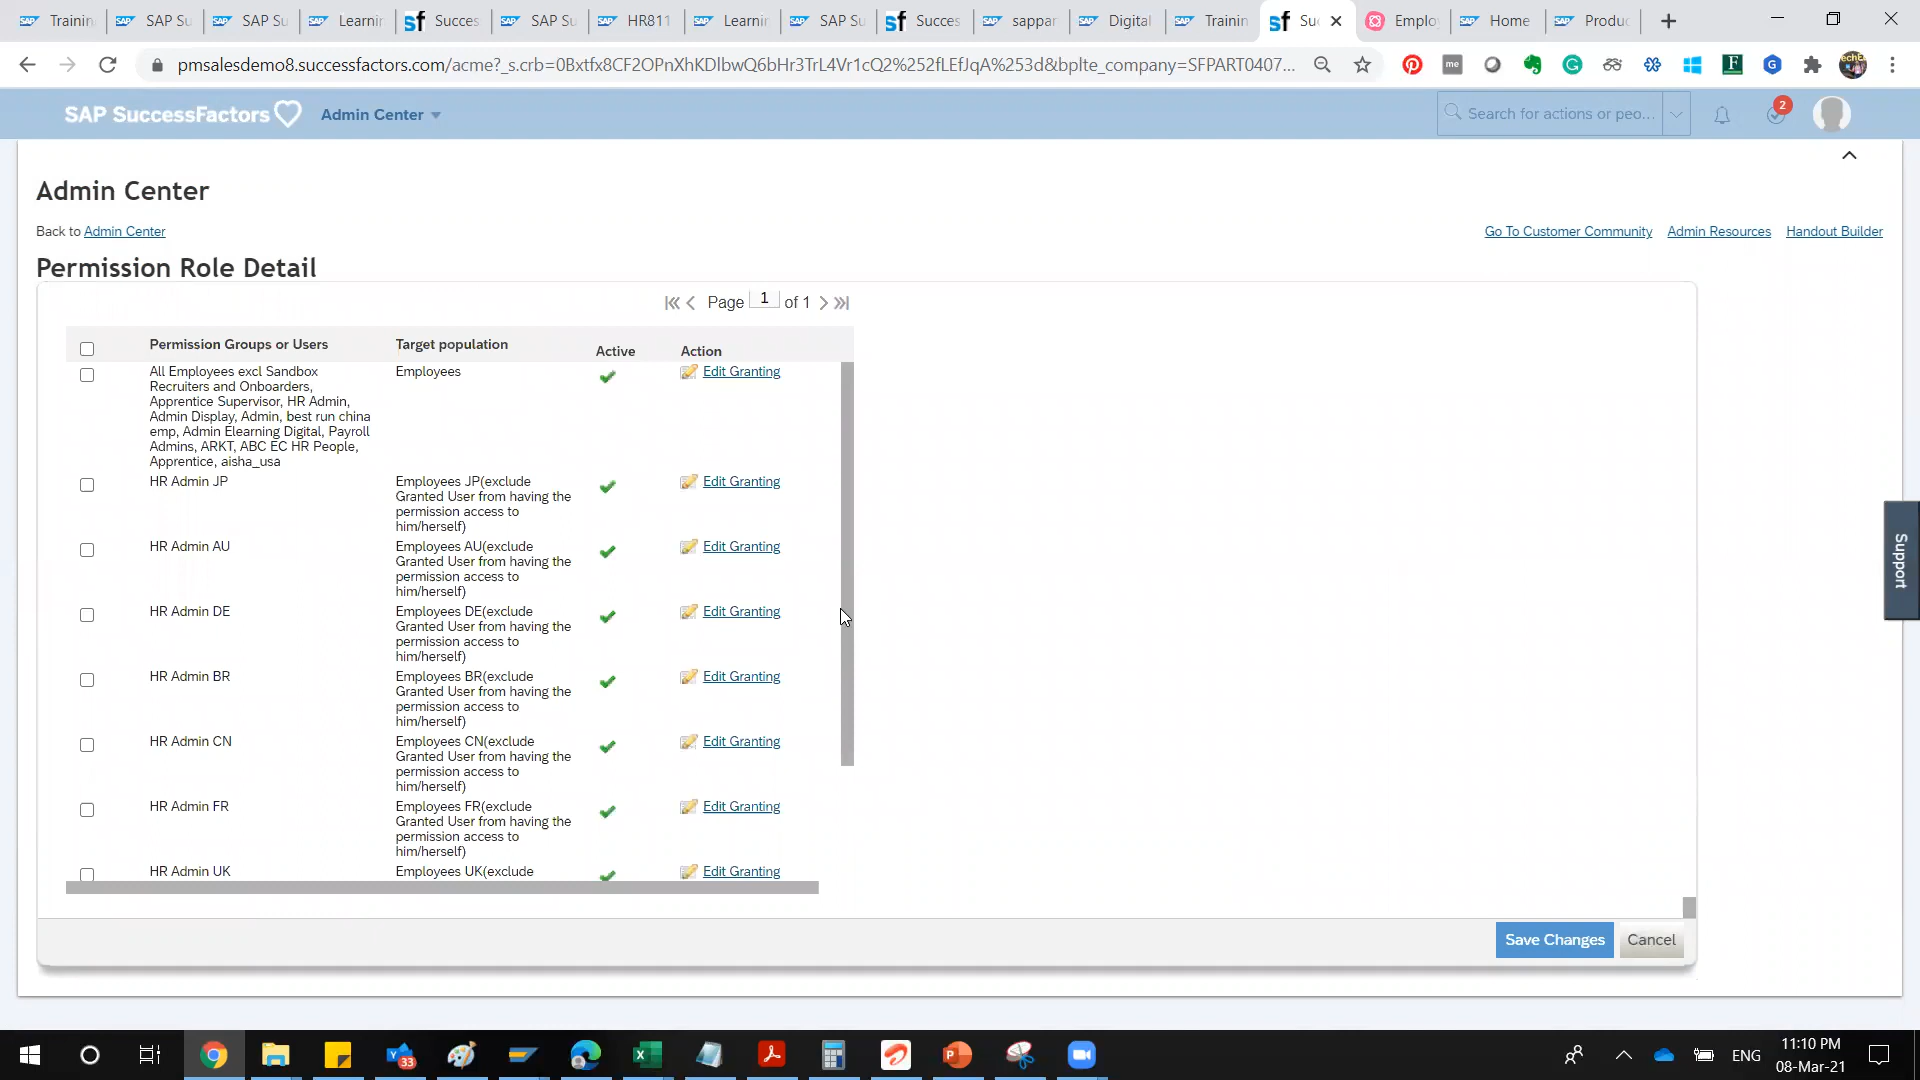 Trainin
SAP Su
SAP Su
Learnin
Succes
SAP Su
HR811
Learnin
SAP Su
Succes
sappar
Digital
Trainin
Su
Emplo
Home
Produc
pmsalesdemo8.successfactors.com/acme?_s.crb=0Bxtfx8CF2OPnXhKDlbwQ6bHr3TrL4Vr1cQ2%252fLEfJqA%253d&bplte_company=SFPART0407...
SAP SuccessFactors
Admin Center
Search for actions or peo...
2
Admin Center
Back to Admin Center
Go To Customer Community
Admin Resources
Handout Builder
Permission Role Detail
Page 1 of 1
Permission Groups or Users
Target population
Active
Action
All Employees excl Sandbox
Recruiters and Onboarders,
Apprentice Supervisor, HR Admin,
Admin Display, Admin, best run china
emp, Admin Elearning Digital, Payroll
Admins, ARKT, ABC EC HR People,
Apprentice, aisha_usa
Employees
Edit Granting
HR Admin JP
Employees JP(exclude
Granted User from having the
permission access to
him/herself)
Edit Granting
HR Admin AU
Employees AU(exclude
Granted User from having the
permission access to
him/herself)
Edit Granting
HR Admin DE
Employees DE(exclude
Granted User from having the
permission access to
him/herself)
Edit Granting
HR Admin BR
Employees BR(exclude
Granted User from having the
permission access to
him/herself)
Edit Granting
HR Admin CN
Employees CN(exclude
Granted User from having the
permission access to
him/herself)
Edit Granting
HR Admin FR
Employees FR(exclude
Granted User from having the
permission access to
him/herself)
Edit Granting
HR Admin UK
Employees UK(exclude
Edit Granting
Support
Save Changes
Cancel
33
ENG
11:10 PM
08-Mar-21